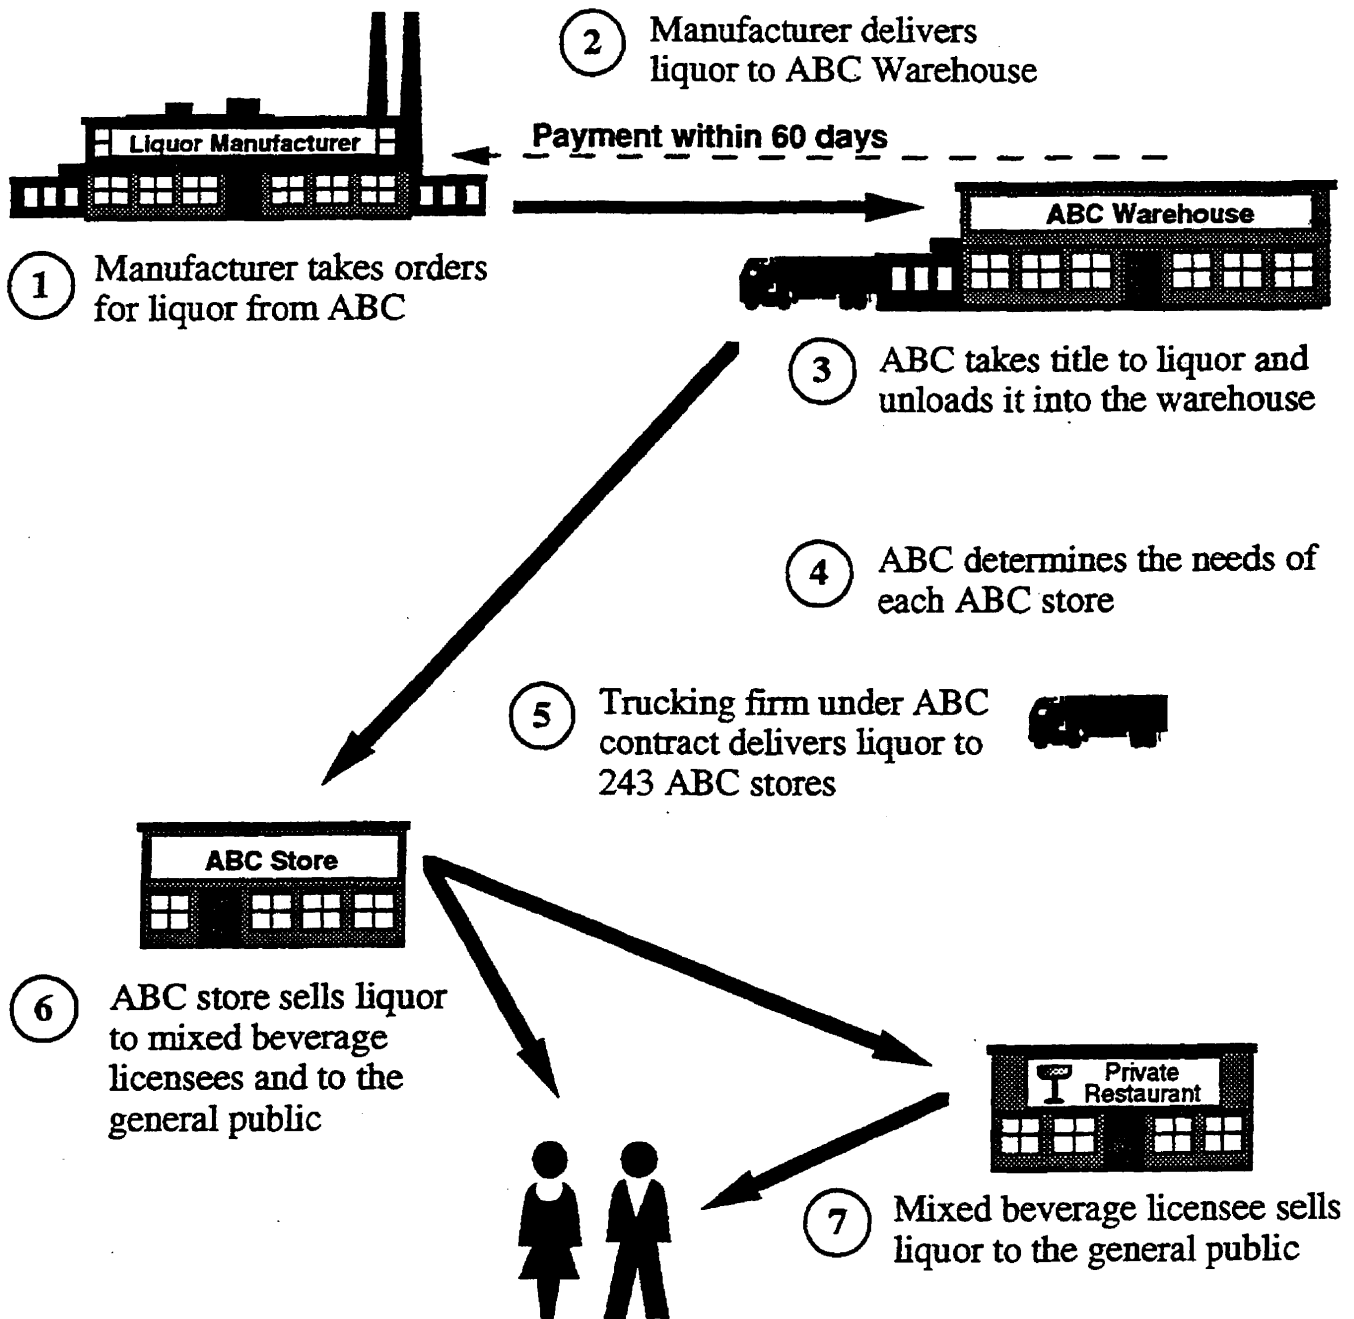 2
Manufacturer delivers
liquor to ABC Warehouse
Payment within 60 days
Liquor Manufacturer
ABC Warehouse
1
Manufacturer takes orders
for liquor from ABC
3
ABC takes title to liquor and
unloads it into the warehouse
4
ABC determines the needs of
each ABC store
5
Trucking firm under ABC
contract delivers liquor to
243 ABC stores
ABC Store
6
ABC store sells liquor
to mixed beverage
licensees and to the
general public
Private
Restaurant
7
Mixed beverage licensee sells
liquor to the general public